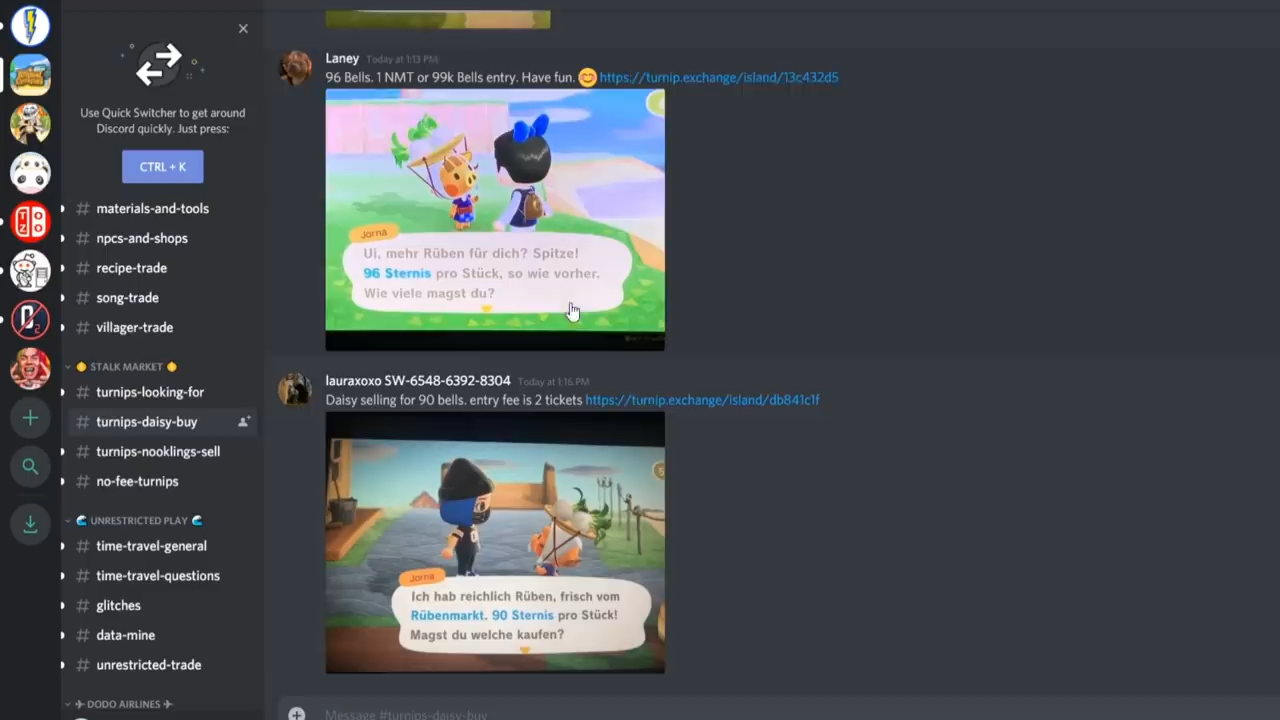 Use Quick Switcher to get around
Discord quickly. Just press:
CTRL + K
# materials-and-tools
# npcs-and-shops
# recipe-trade
# song-trade
# villager-trade
STALK MARKET
# turnips-looking-for
# turnips-daisy-buy
# turnips-nooklings-sell
# no-fee-turnips
UNRESTRICTED PLAY
# time-travel-general
# time-travel-questions
# glitches
# data-mine
# unrestricted-trade
DODO AIRLINES
Laney Today at 1:13 PM
96 Bells. 1 NMT or 99k Bells entry. Have fun. https://turnip.exchange/island/13c432d5
Jorna
Ui, mehr Rüben für dich? Spitze!
96 Sternis pro Stück, so wie vorher.
Wie viele magst du?
lauraxoxo SW-6548-6392-8304 Today at 1:16 PM
Daisy selling for 90 bells. entry fee is 2 tickets https://turnip.exchange/island/db841c1f
Jorna
Ich hab reichlich Rüben, frisch vom
Rübenmarkt. 90 Sternis pro Stück!
Magst du welche kaufen?
Message #turnips-daisy-buy